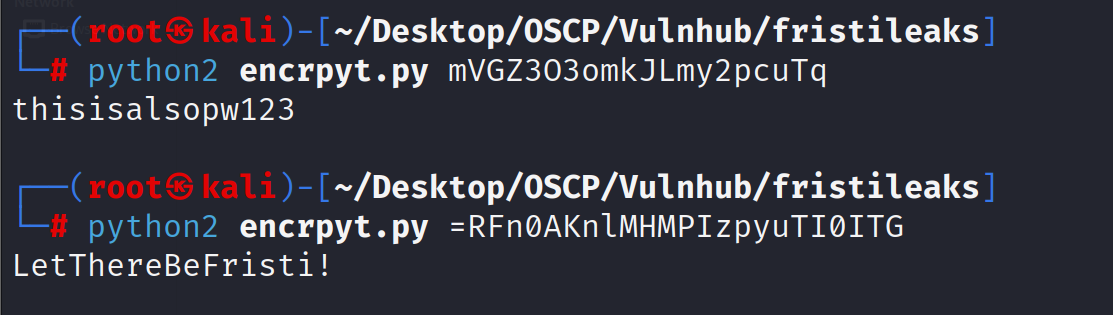 Network
┌──(root㉿kali)-[~/Desktop/OSCP/Vulnhub/fristileaks]
└─# python2 encrpyt.py mVGZ3O3omkJLmy2pcuTq
thisisalsopw123
┌──(root㉿kali)-[~/Desktop/OSCP/Vulnhub/fristileaks]
└─# python2 encrpyt.py =RFn0AKnlMHMPIzpyuTI0ITG
LetThereBeFristi!